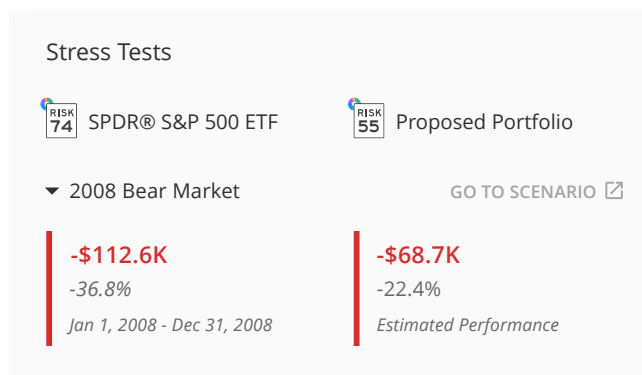 Stress Tests
RISK 74 SPDR® S&P 500 ETF
RISK 55 Proposed Portfolio
2008 Bear Market
GO TO SCENARIO
-$112.6K
-36.8%
Jan 1, 2008 - Dec 31, 2008
-$68.7K
-22.4%
Estimated Performance